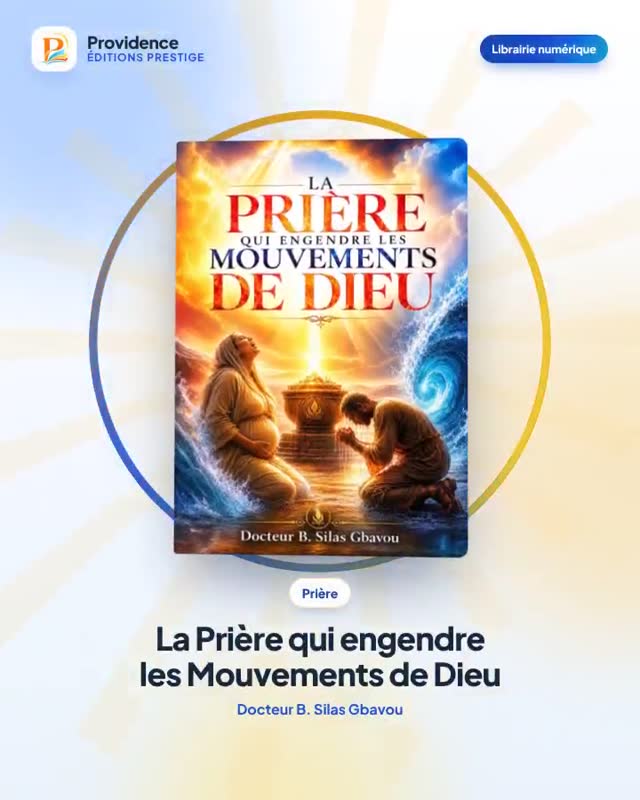 Providence
ÉDITIONS PRESTIGE
Librairie numérique
LA
PRIÈRE
QUI ENGENDRE LES
MOUVEMENTS
DE DIEU
Docteur B. Silas Gbavou
Prière
La Prière qui engendre
les Mouvements de Dieu
Docteur B. Silas Gbavou